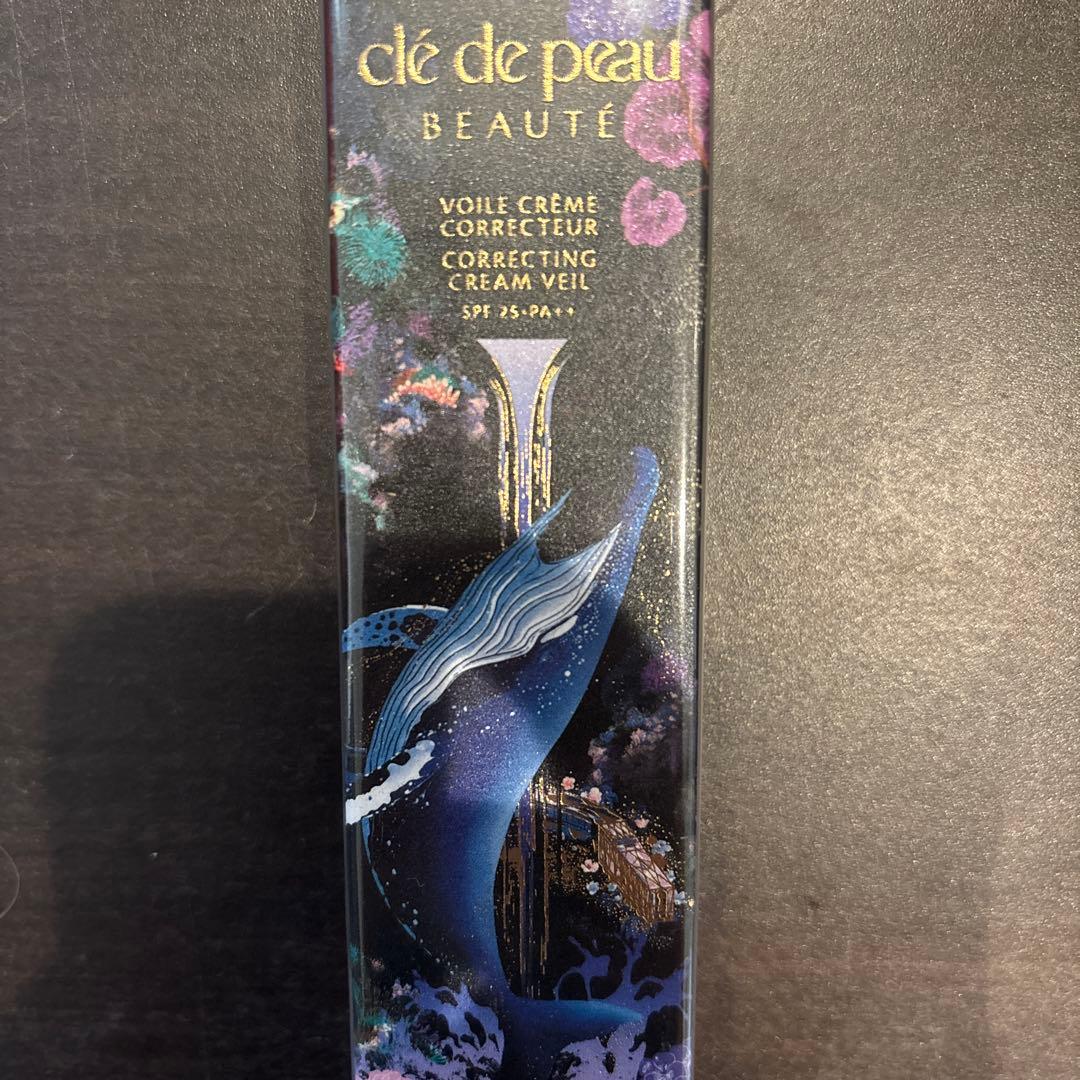 clé de peau
BEAUTÉ
VOILE CRÈME
CORRECTEUR
CORRECTING
CREAM VEIL
SPF 25・PA++